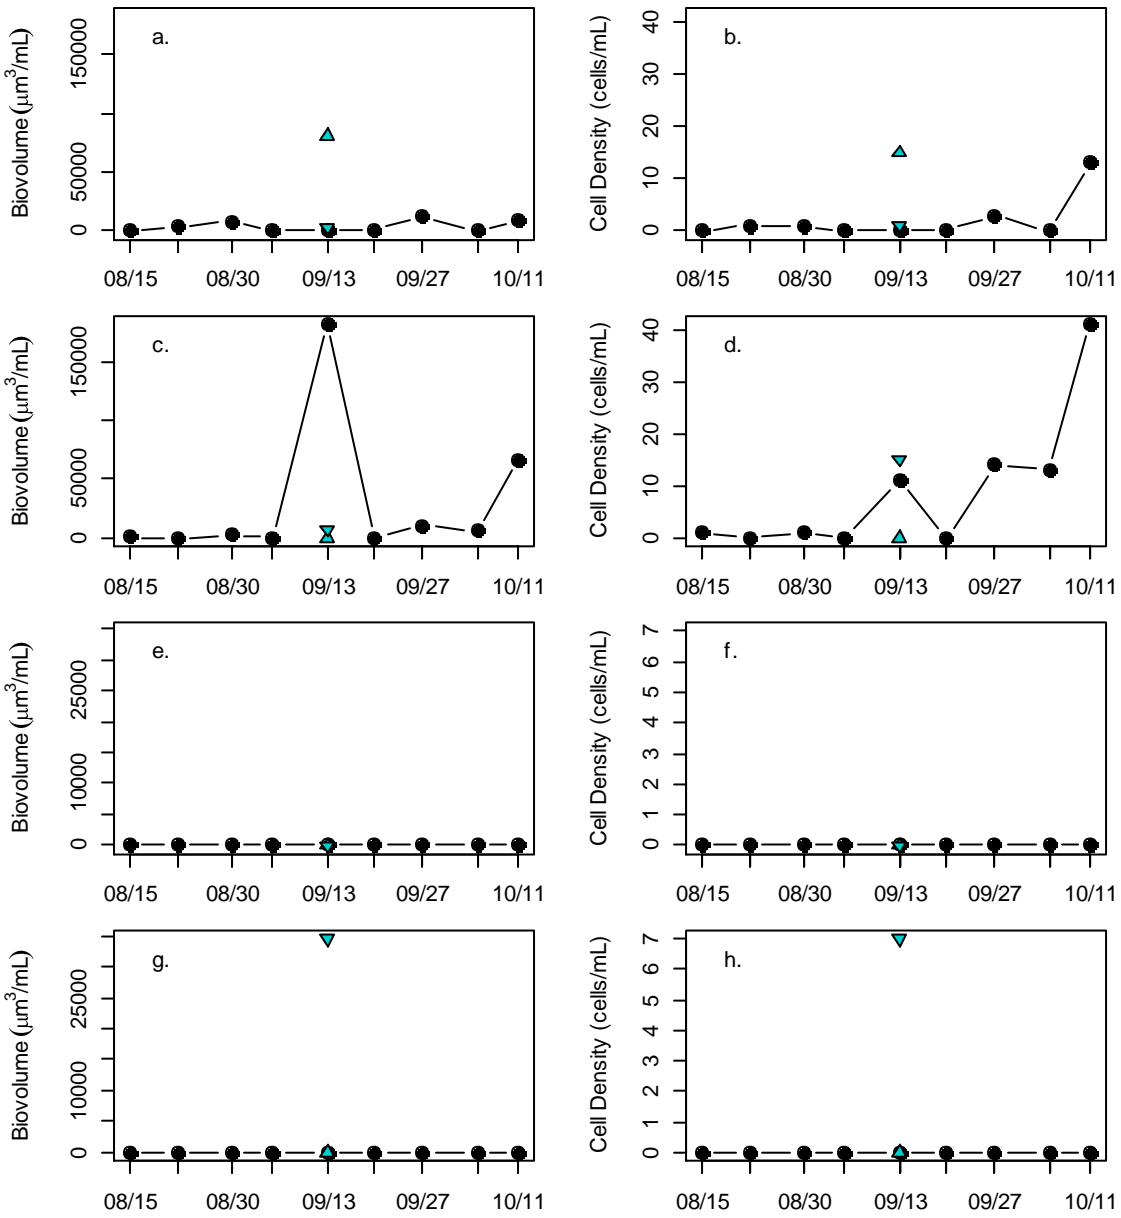 a.
Biovolume (μm³/mL)
0 50000 150000
08/15 08/30 09/13 09/27 10/11
b.
Cell Density (cells/mL)
0 10 20 30 40
08/15 08/30 09/13 09/27 10/11
c.
Biovolume (μm³/mL)
0 50000 150000
08/15 08/30 09/13 09/27 10/11
d.
Cell Density (cells/mL)
0 10 20 30 40
08/15 08/30 09/13 09/27 10/11
e.
Biovolume (μm³/mL)
0 10000 25000
08/15 08/30 09/13 09/27 10/11
f.
Cell Density (cells/mL)
0 1 2 3 4 5 6 7
08/15 08/30 09/13 09/27 10/11
g.
Biovolume (μm³/mL)
0 10000 25000
08/15 08/30 09/13 09/27 10/11
h.
Cell Density (cells/mL)
0 1 2 3 4 5 6 7
08/15 08/30 09/13 09/27 10/11